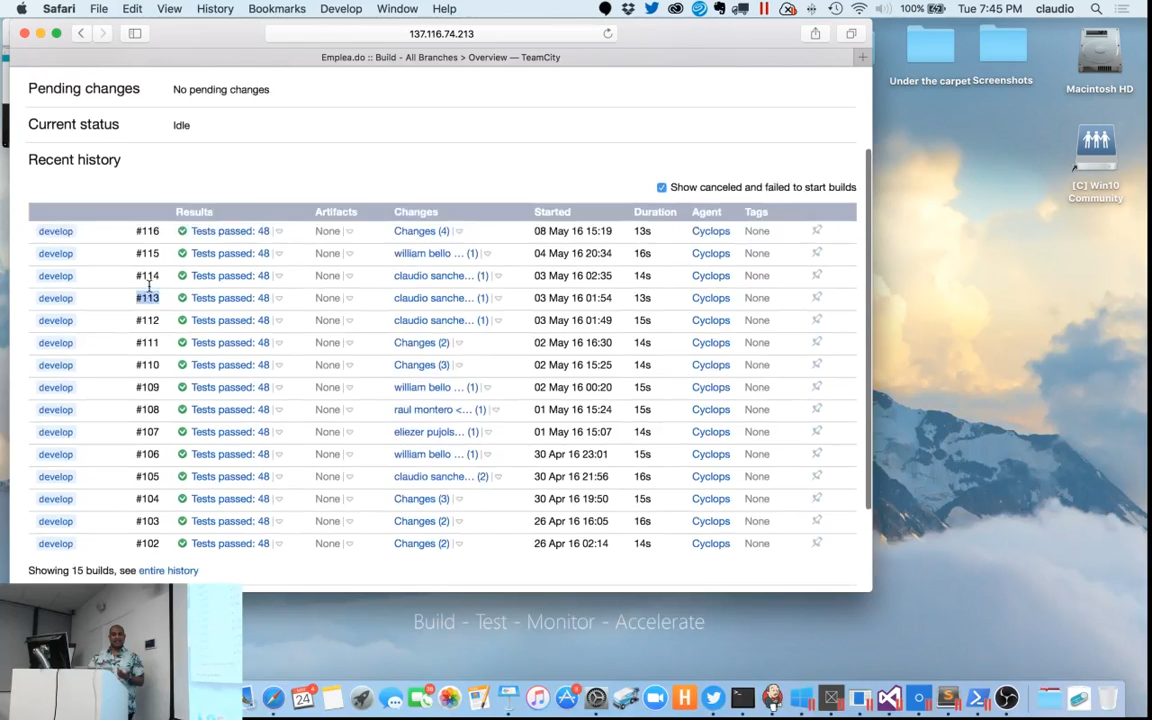 Safari File Edit View History Bookmarks Develop Window Help 100% Tue 7:45 PM claudio
137.116.74.213
Emplea.do :: Build - All Branches > Overview — TeamCity
Under the carpet Screenshots
Macintosh HD
[C] Win10
Community
Pending changes No pending changes
Current status Idle
Recent history
Show canceled and failed to start builds
Results Artifacts Changes Started Duration Agent Tags
develop #116 Tests passed: 48 None Changes (4) 08 May 16 15:19 13s Cyclops None
develop #115 Tests passed: 48 None william bello ... (1) 04 May 16 20:34 16s Cyclops None
develop #114 Tests passed: 48 None claudio sanche... (1) 03 May 16 02:35 14s Cyclops None
develop #113 Tests passed: 48 None claudio sanche... (1) 03 May 16 01:54 13s Cyclops None
develop #112 Tests passed: 48 None claudio sanche... (1) 03 May 16 01:49 15s Cyclops None
develop #111 Tests passed: 48 None Changes (2) 02 May 16 16:30 14s Cyclops None
develop #110 Tests passed: 48 None Changes (3) 02 May 16 15:25 14s Cyclops None
develop #109 Tests passed: 48 None william bello ... (1) 02 May 16 00:20 15s Cyclops None
develop #108 Tests passed: 48 None raul montero <... (1) 01 May 16 15:24 15s Cyclops None
develop #107 Tests passed: 48 None eliezer pujols... (1) 01 May 16 15:07 14s Cyclops None
develop #106 Tests passed: 48 None william bello ... (1) 30 Apr 16 23:01 15s Cyclops None
develop #105 Tests passed: 48 None claudio sanche... (2) 30 Apr 16 21:56 16s Cyclops None
develop #104 Tests passed: 48 None Changes (3) 30 Apr 16 19:50 15s Cyclops None
develop #103 Tests passed: 48 None Changes (2) 26 Apr 16 16:05 16s Cyclops None
develop #102 Tests passed: 48 None Changes (2) 26 Apr 16 02:14 14s Cyclops None
Showing 15 builds, see entire history
Build - Test - Monitor - Accelerate
24
H